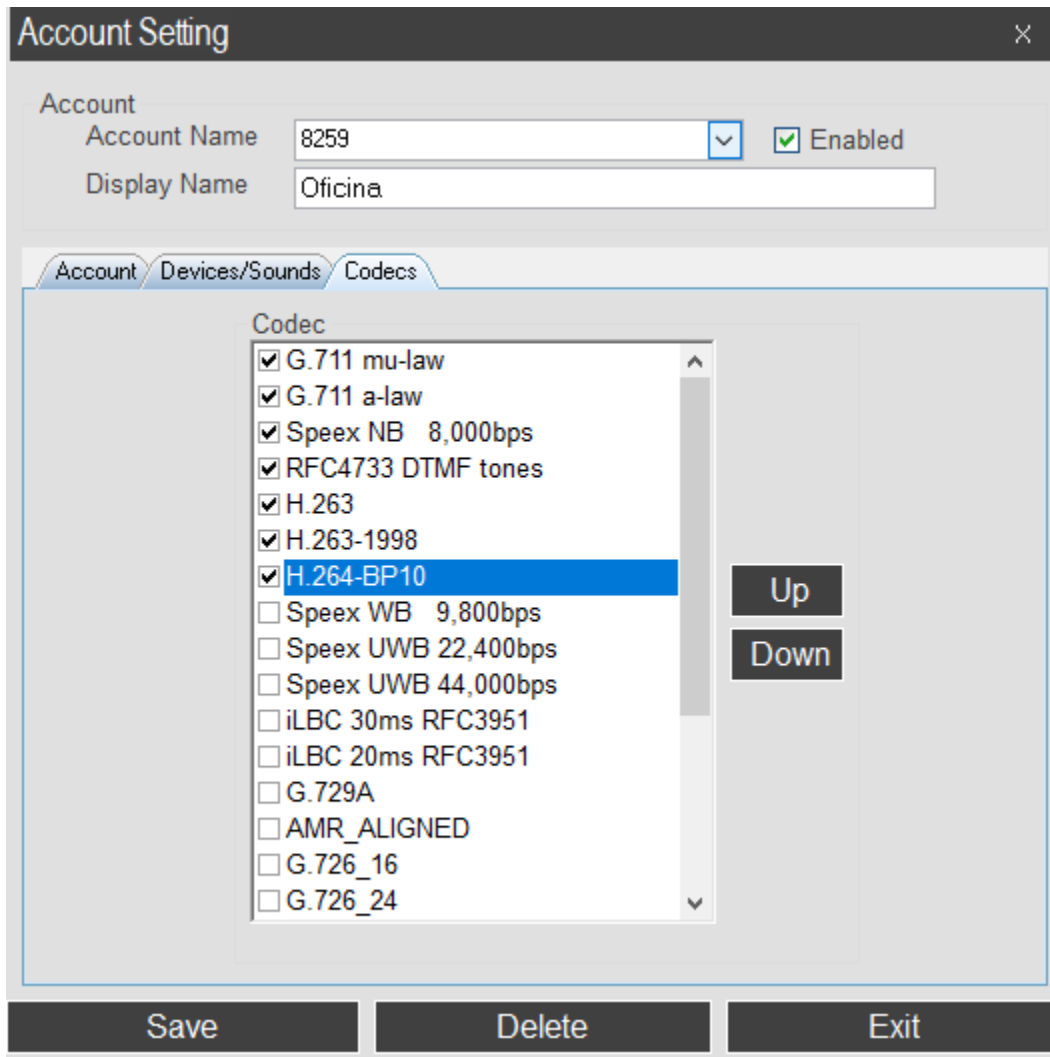 Account Setting
Account
Account Name 8259 Enabled
Display Name Oficina
Account Devices/Sounds Codecs
Codec
G.711 mu-law
G.711 a-law
Speex NB 8,000bps
RFC4733 DTMF tones
H.263
H.263-1998
H.264-BP10
Up
Speex WB 9,800bps
Speex UWB 22,400bps
Down
Speex UWB 44,000bps
iLBC 30ms RFC3951
iLBC 20ms RFC3951
G.729A
AMR_ALIGNED
G.726_16
G.726_24
Save Delete Exit